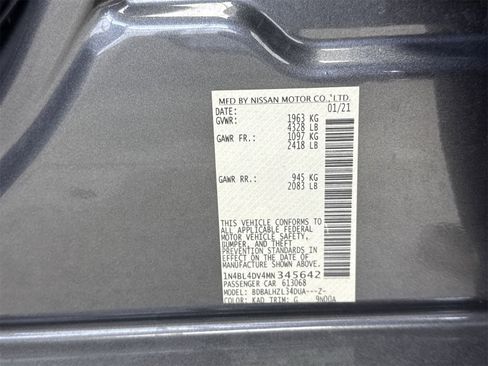 MFD BY NISSAN MOTOR CO., LTD.
DATE: 01/21
GVWR: 1963 KG
4328 LB
GAWR FR.: 1097 KG
2418 LB
GAWR RR.: 945 KG
2083 LB
THIS VEHICLE CONFORMS TO
ALL APPLICABLE FEDERAL
MOTOR VEHICLE SAFETY,
BUMPER, AND THEFT
PREVENTION STANDARDS
IN EFFECT ON THE DATE OF
MANUFACTURE SHOWN ABOVE.
1N4BL4DV4MN345642
PASSENGER CAR 613068
MODEL: BDBALHZL34DUA---Z-
COLOR: KAD TRIM: G 9N00A